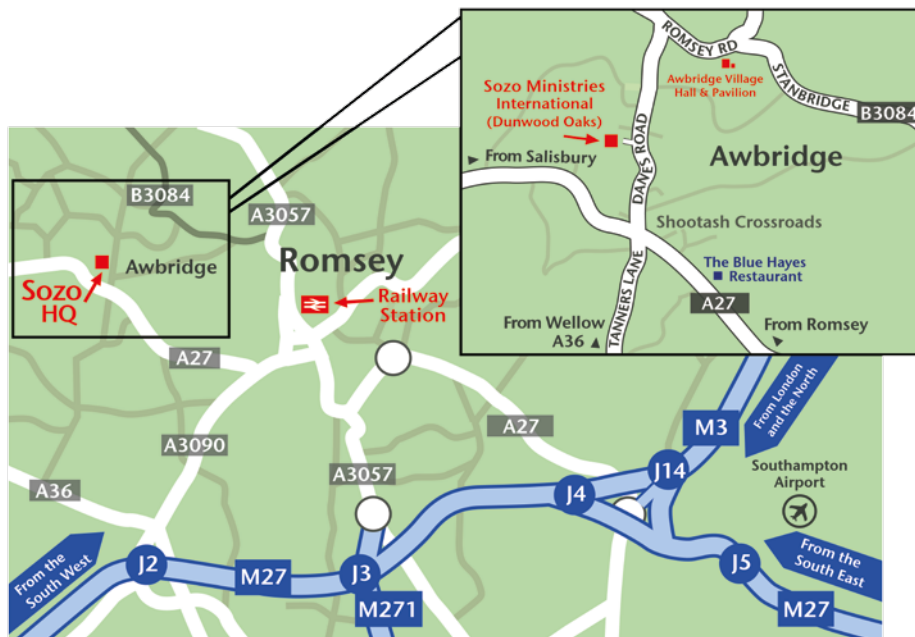 ROMSEY RD
Awbridge Village
Hall & Pavilion
STANBRIDGE
B3084
Sozo Ministries
International
(Dunwood Oaks)
DANES ROAD
From Salisbury
Awbridge
Shootash Crossroads
The Blue Hayes
Restaurant
A27
TANNERS LANE
From Wellow
A36
From Romsey
B3084
A3057
Awbridge
Sozo
HQ
Romsey
Railway
Station
A27
A3090
A36
A3057
A27
M3
From London
and the North
J14
J4
Southampton
Airport
From the
South West
J2
M27
J3
M271
J5
From the
South East
M27